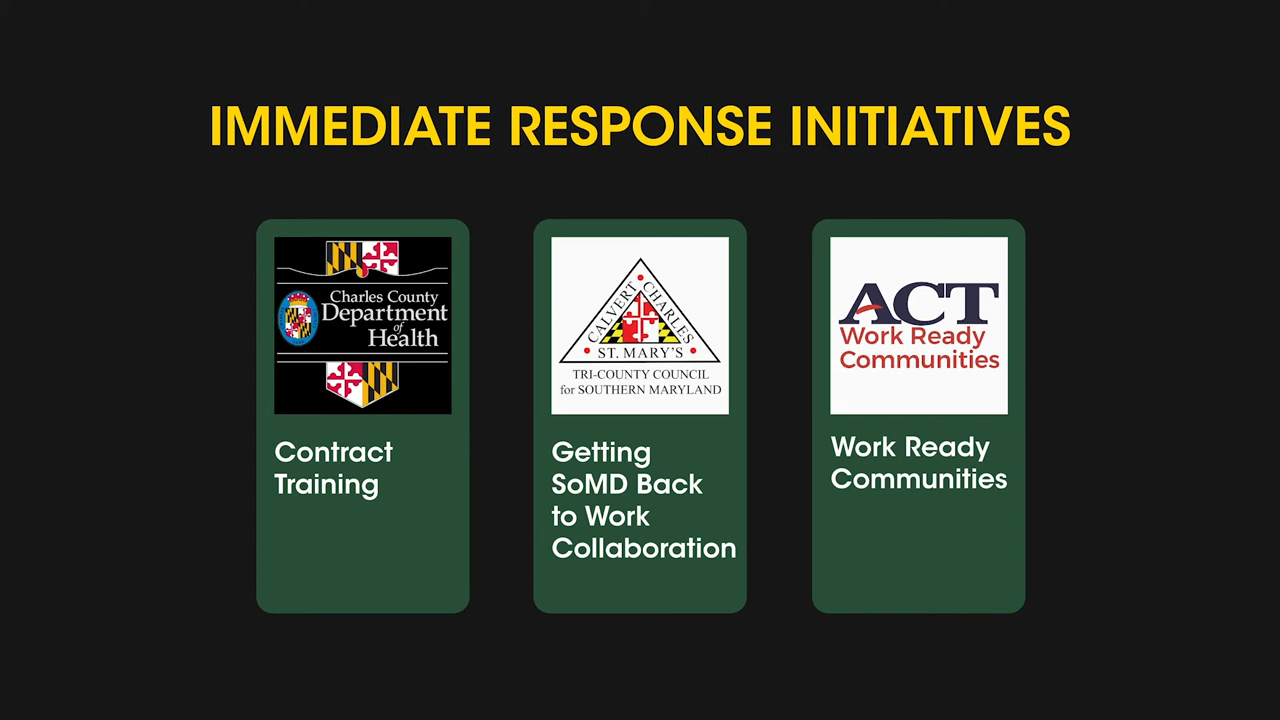 IMMEDIATE RESPONSE INITIATIVES
Charles County
Department
of
Health
Contract
Training
CALVERT CHARLES
ST. MARY'S
TRI-COUNTY COUNCIL
for SOUTHERN MARYLAND
Getting
SoMD Back
to Work
Collaboration
ACT
Work Ready
Communities
Work Ready
Communities